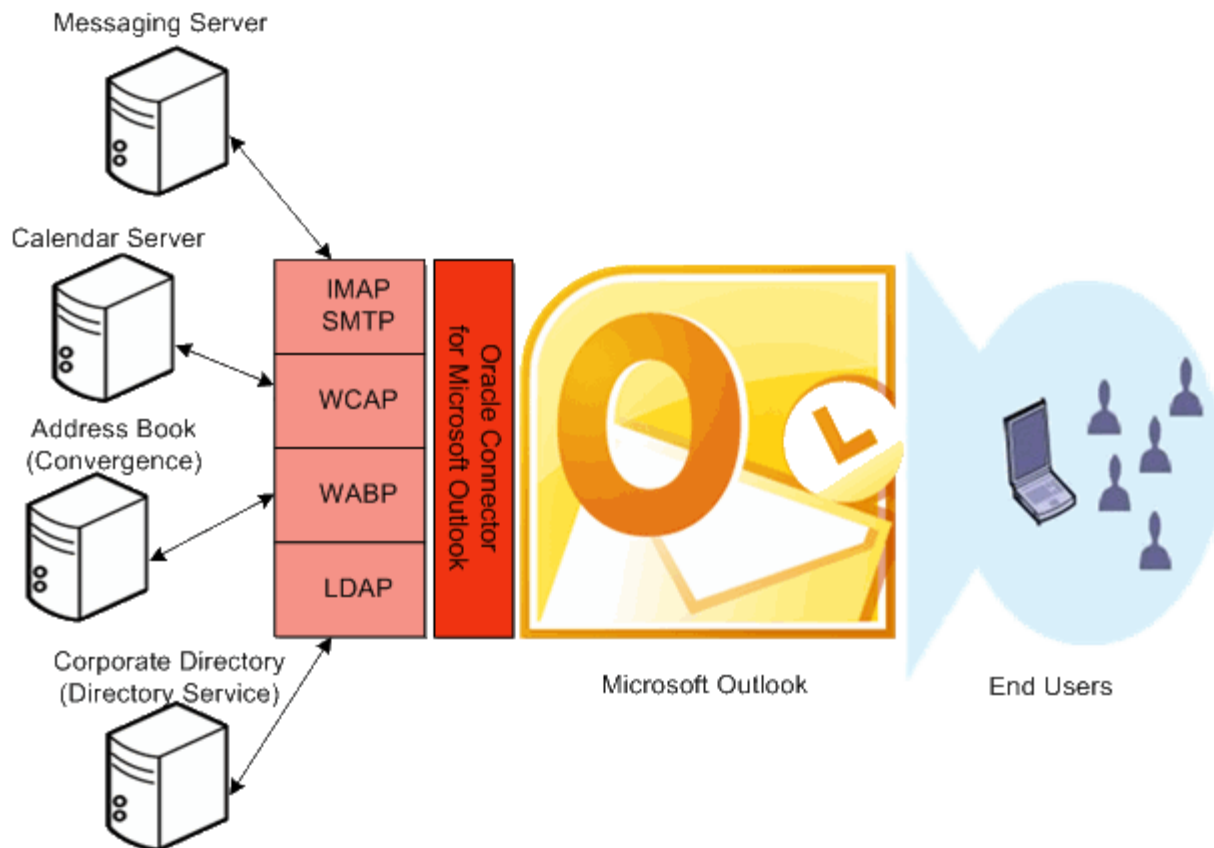 Messaging Server
Calendar Server
Address Book
(Convergence)
Corporate Directory
(Directory Service)
IMAP
SMTP
WCAP
WABP
LDAP
Oracle Connector
for Microsoft Outlook
Microsoft Outlook
End Users